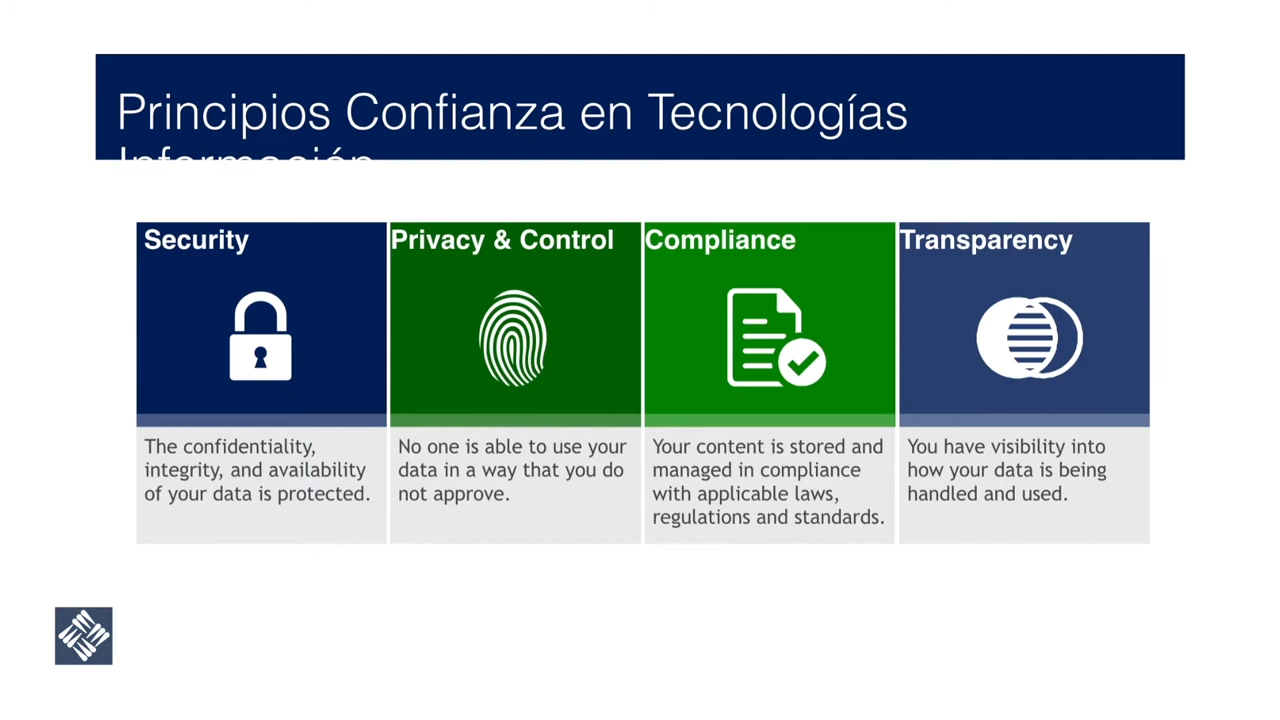 Principios Confianza en Tecnologías
Información
Security
Privacy & Control
Compliance
Transparency
The confidentiality,
integrity, and availability
of your data is protected.
No one is able to use your
data in a way that you do
not approve.
Your content is stored and
managed in compliance
with applicable laws,
regulations and standards.
You have visibility into
how your data is being
handled and used.